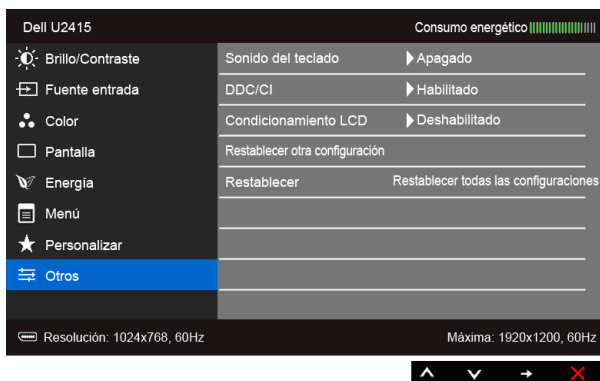 Dell U2415 Consumo energético
Brillo/Contraste Sonido del teclado Apagado
Fuente entrada DDC/CI Habilitado
Color Condicionamiento LCD Deshabilitado
Pantalla Restablecer otra configuración
Energía Restablecer Restablecer todas las configuraciones
Menú
Personalizar
Otros
Resolución: 1024x768, 60Hz Máxima: 1920x1200, 60Hz